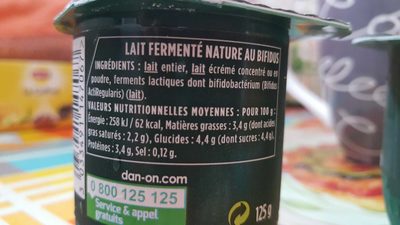 LAIT FERMENTÉ NATURE AU BIFIDUS
INGRÉDIENTS : lait entier, lait écrémé concentré ou en
poudre, ferments lactiques dont bifidobactérium (Bifidus
ActiRegularis) (lait).
VALEURS NUTRITIONNELLES MOYENNES : POUR 100 g :
Énergie : 258 kJ / 62 kcal, Matières grasses : 3,4 g (dont acides
gras saturés : 2,2 g), Glucides : 4,4 g (dont sucres : 4,4 g),
Protéines : 3,4 g, Sel : 0,12 g.
dan-on.com
0 800 125 125
Service & appel
gratuits
125 g